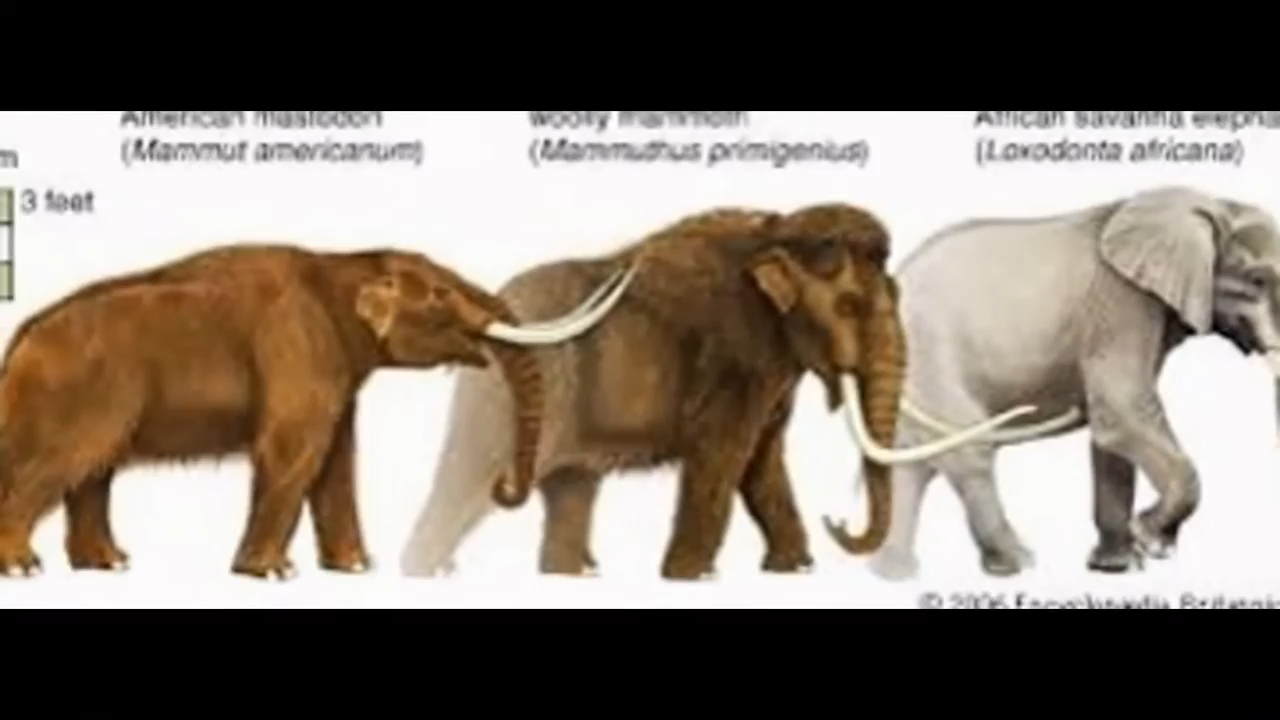 American mastodon
(Mammut americanum)
woolly mammoth
(Mammuthus primigenius)
African savanna
(Loxodonta africana)
m
3 feet
© 2006 Encyclopædia